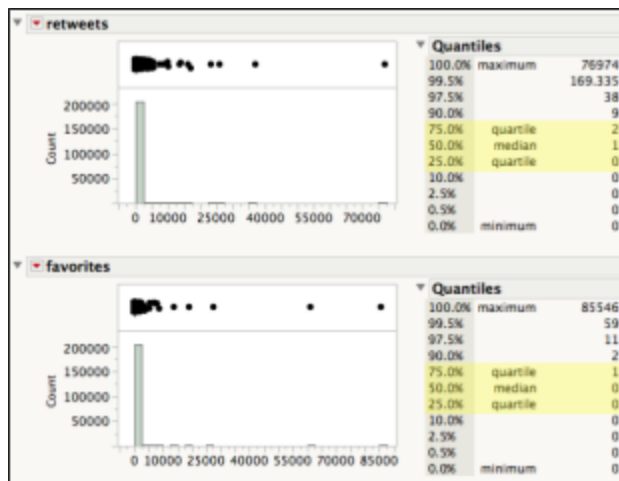 retweets
Quantiles
100.0% maximum 76974
99.5% 169.335
97.5% 38
90.0% 9
75.0% quartile 2
50.0% median 1
25.0% quartile 0
10.0% 0
2.5% 0
0.5% 0
0.0% minimum 0
Count
200000
150000
100000
50000
0 10000 25000 40000 55000 70000
favorites
Quantiles
100.0% maximum 85546
99.5% 59
97.5% 11
90.0% 2
75.0% quartile 1
50.0% median 0
25.0% quartile 0
10.0% 0
2.5% 0
0.5% 0
0.0% minimum 0
Count
200000
150000
100000
50000
0 10000 25000 40000 55000 70000 85000